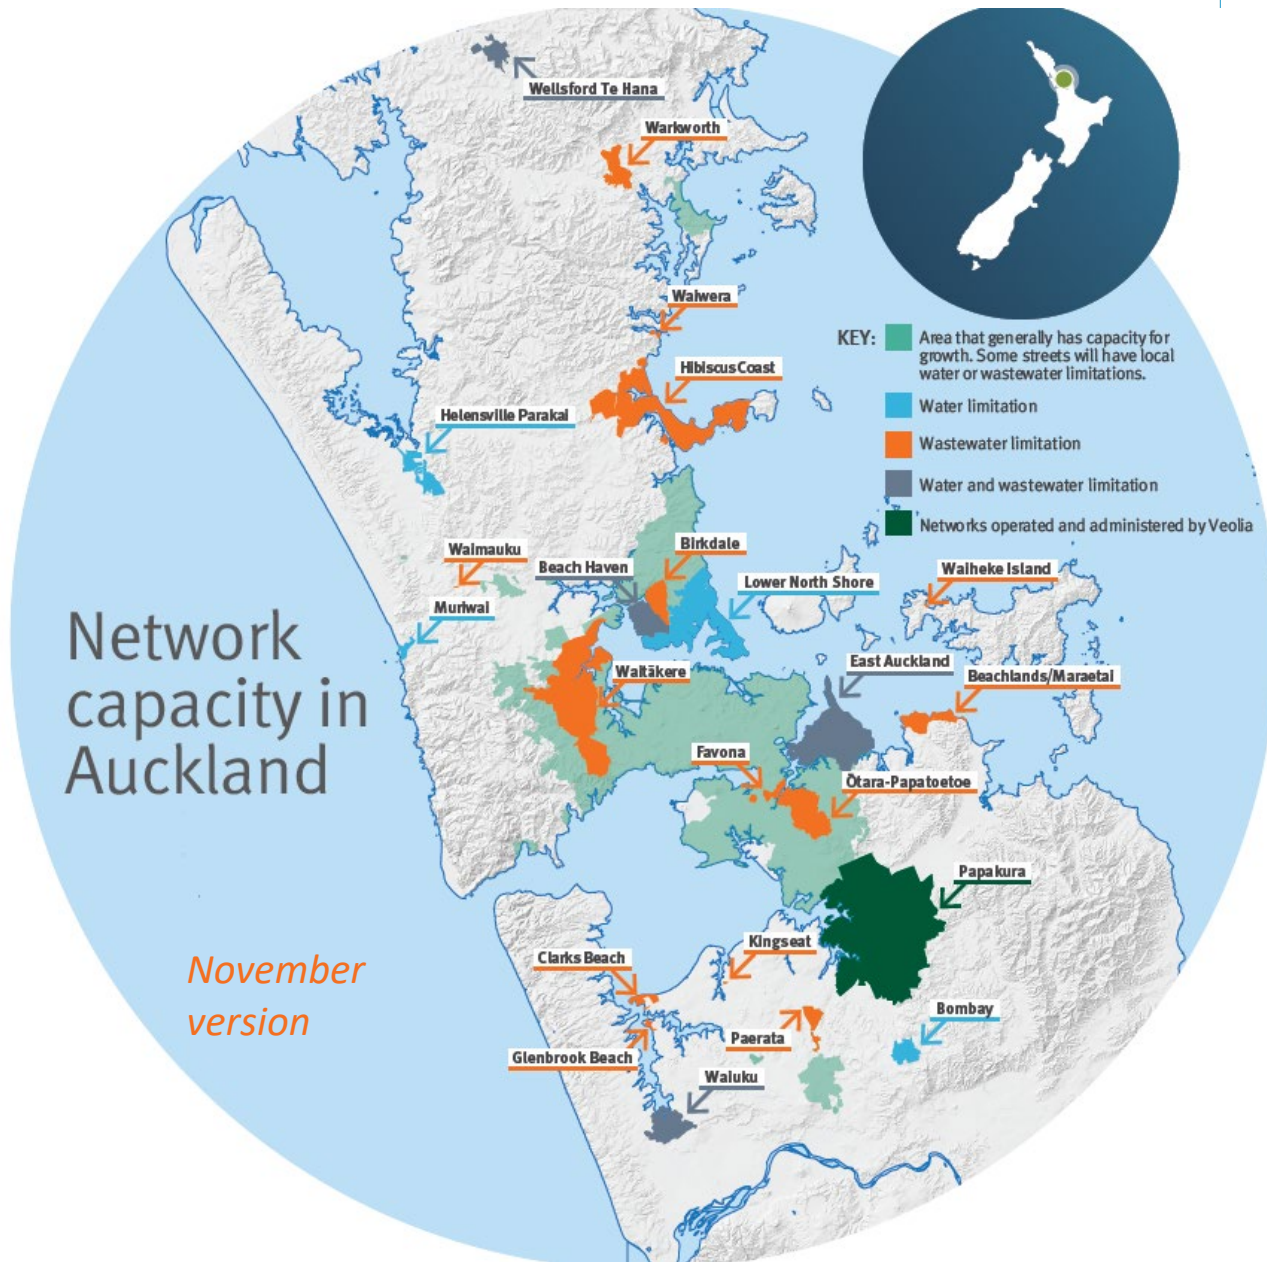 Wellsford Te Hana
Warkworth
Waiwera
KEY:
Area that generally has capacity for
growth. Some streets will have local
water or wastewater limitations.
Hibiscus Coast
Water limitation
Helensville Parakai
Wastewater limitation
Water and wastewater limitation
Networks operated and administered by Veolia
Waimauku
Birkdale
Beach Haven
Lower North Shore
Waiheke Island
Muriwai
Network
capacity in
Auckland
East Auckland
Waitākere
Beachlands/Maraetai
Favona
Ōtara-Papatoetoe
Papakura
November
version
Kingseat
Clarks Beach
Bombay
Paerata
Glenbrook Beach
Waiuku